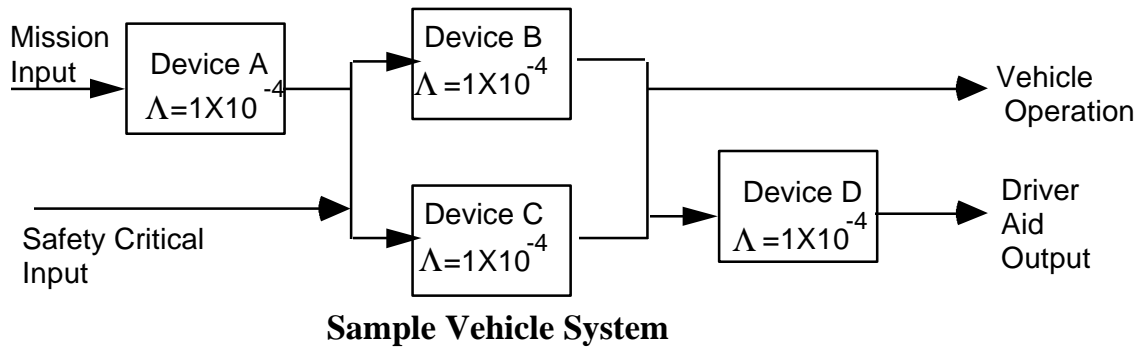 Mission
Input
Device A
Λ=1X10⁻⁴
Device B
Λ=1X10⁻⁴
Vehicle
Operation
Safety Critical
Input
Device C
Λ=1X10⁻⁴
Device D
Λ=1X10⁻⁴
Driver
Aid
Output
Sample Vehicle System